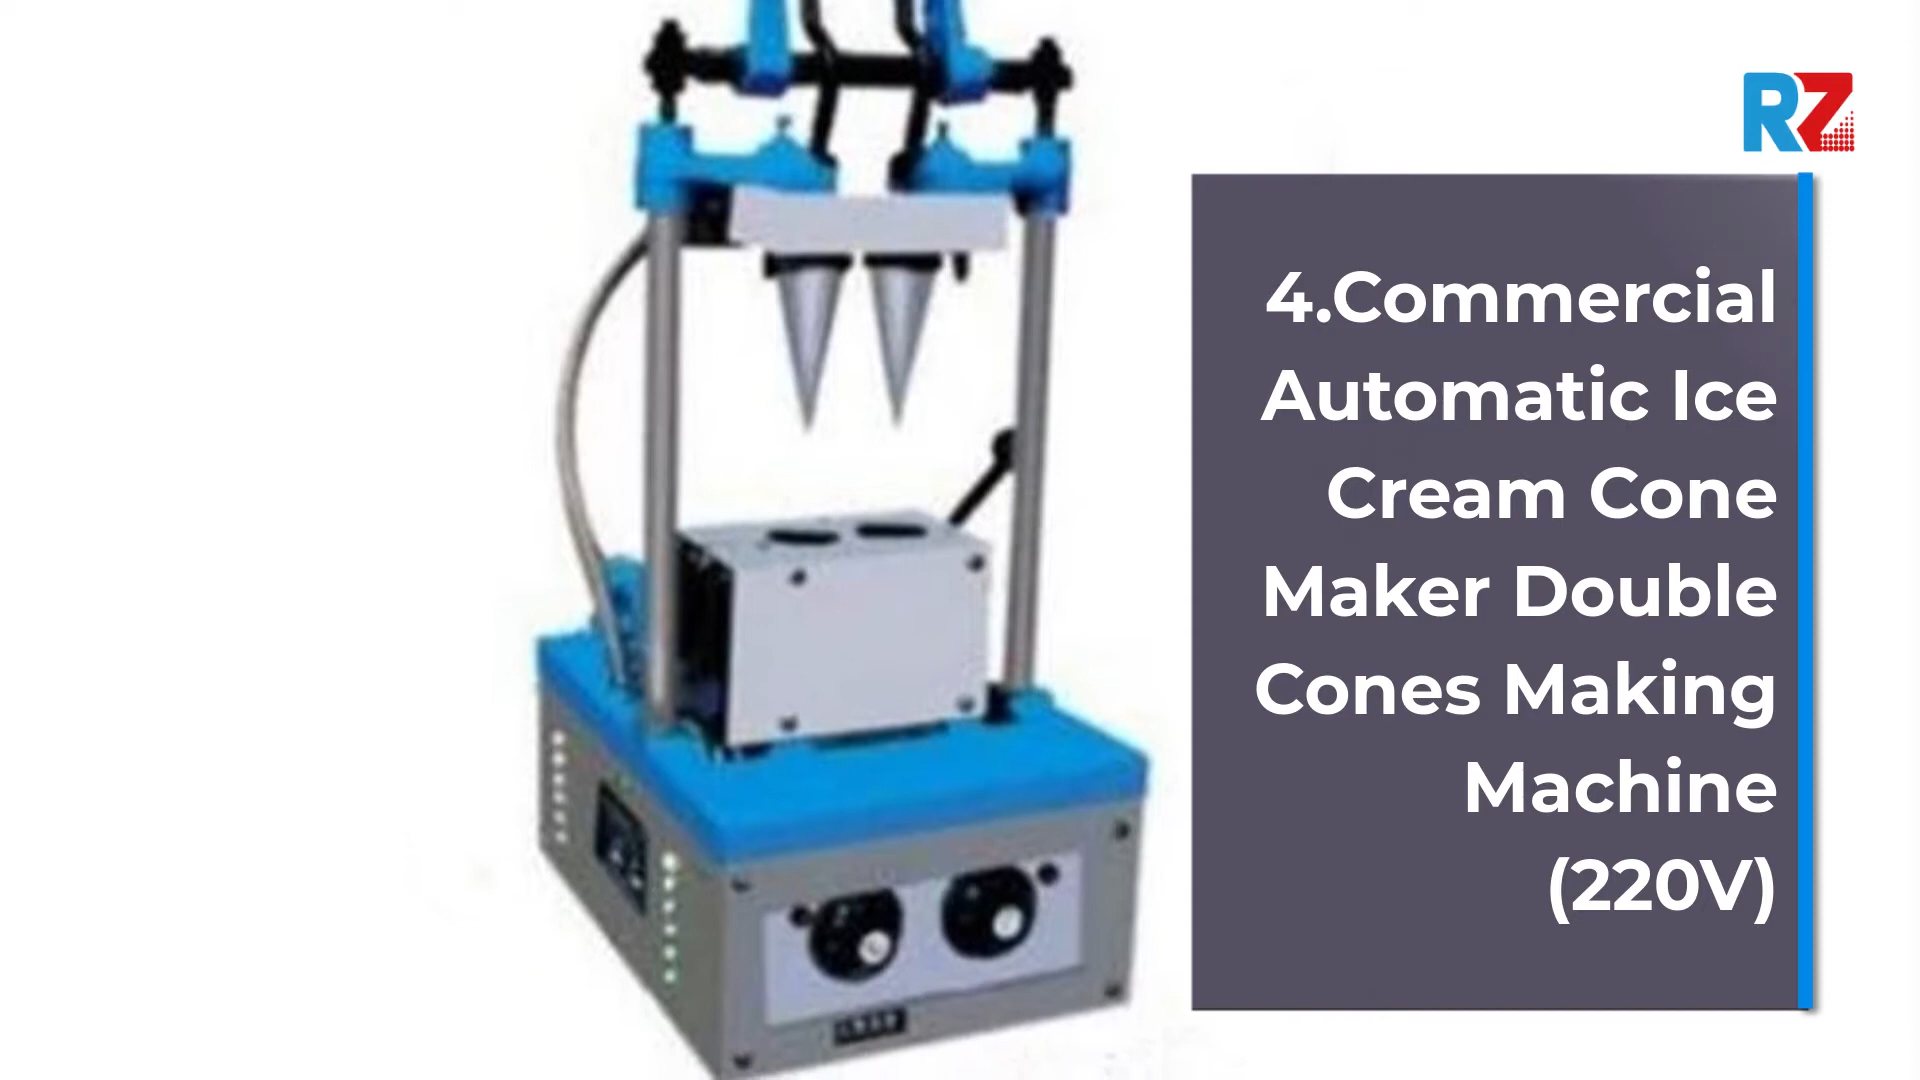 RZ
4.Commercial
Automatic Ice
Cream Cone
Maker Double
Cones Making
Machine
(220V)